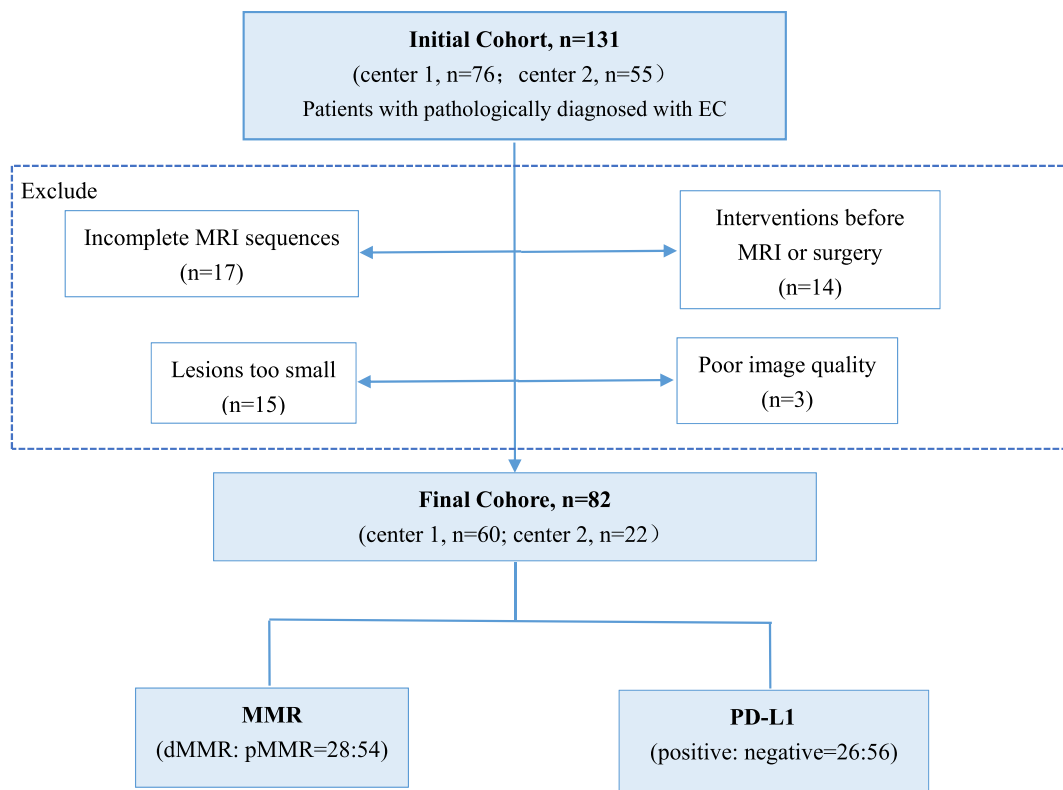 Initial Cohort, n=131
(center 1, n=76；center 2, n=55）
Patients with pathologically diagnosed with EC
Exclude
Incomplete MRI sequences
(n=17)
Interventions before
MRI or surgery
(n=14)
Lesions too small
(n=15)
Poor image quality
(n=3)
Final Cohore, n=82
(center 1, n=60; center 2, n=22）
MMR
(dMMR: pMMR=28:54)
PD-L1
(positive: negative=26:56)